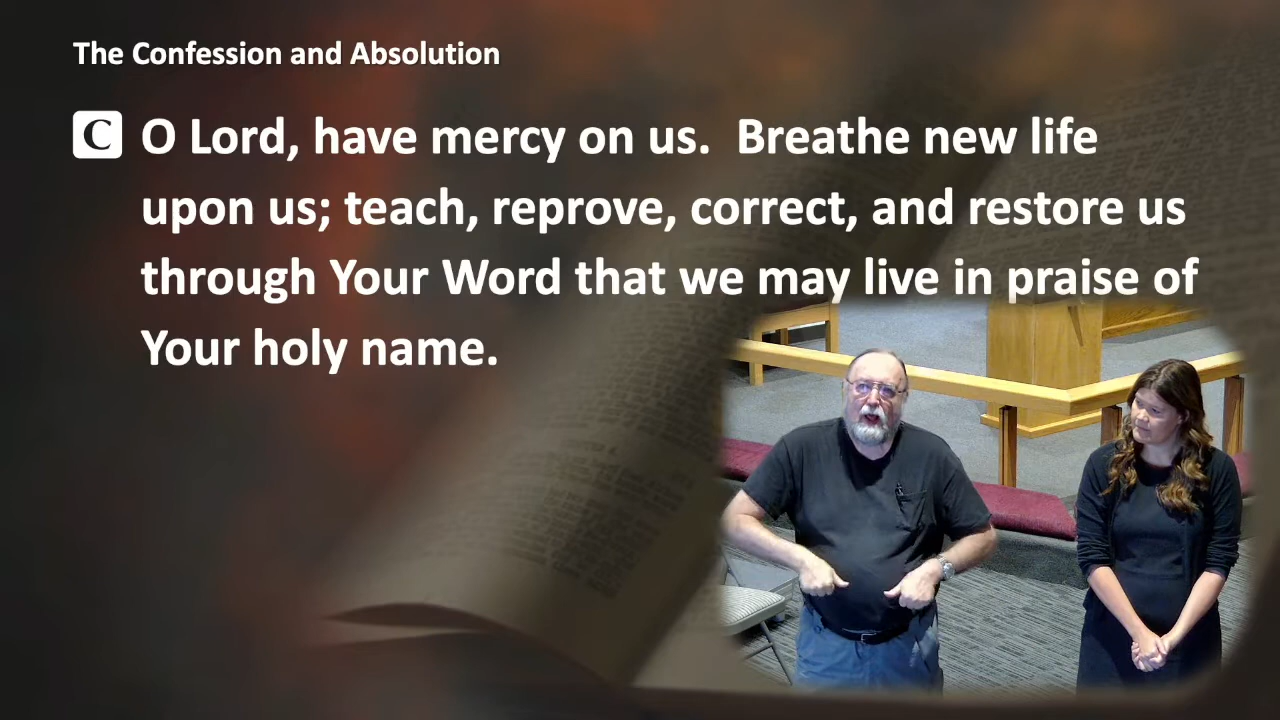 The Confession and Absolution
C O Lord, have mercy on us. Breathe new life
upon us; teach, reprove, correct, and restore us
through Your Word that we may live in praise of
Your holy name.